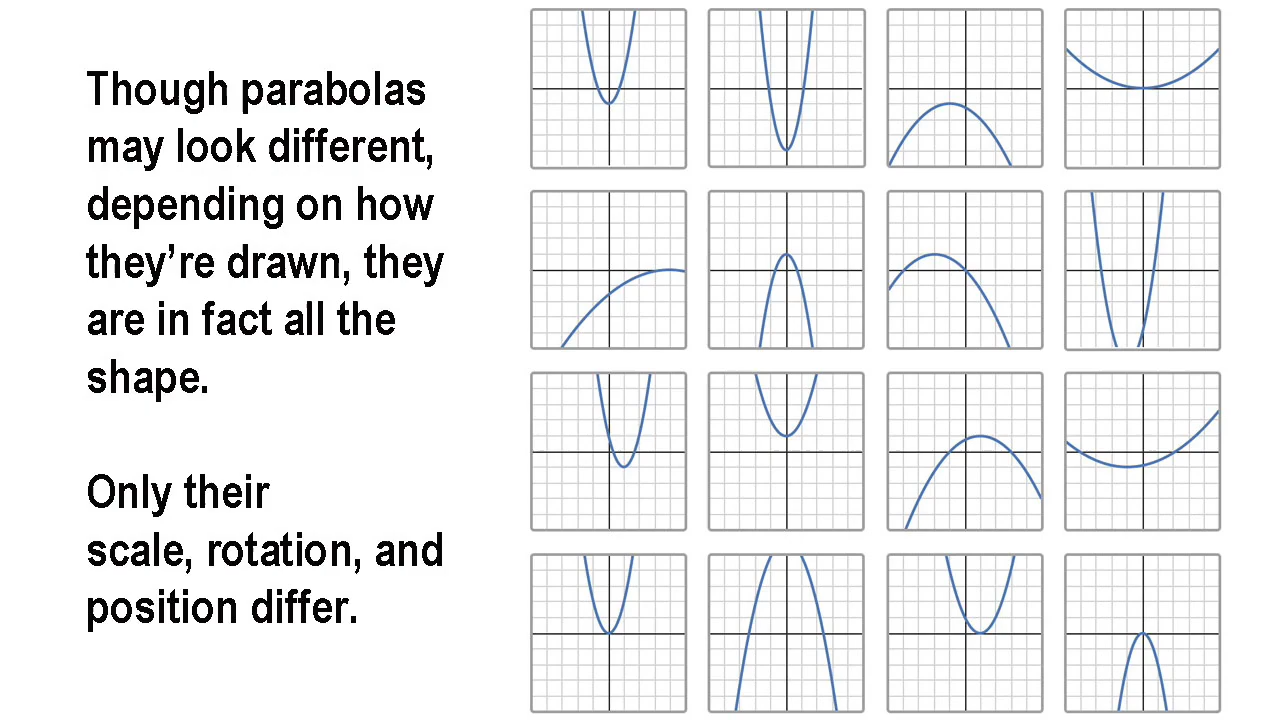 Though parabolas
may look different,
depending on how
they’re drawn, they
are in fact all the
shape.
Only their
scale, rotation, and
position differ.